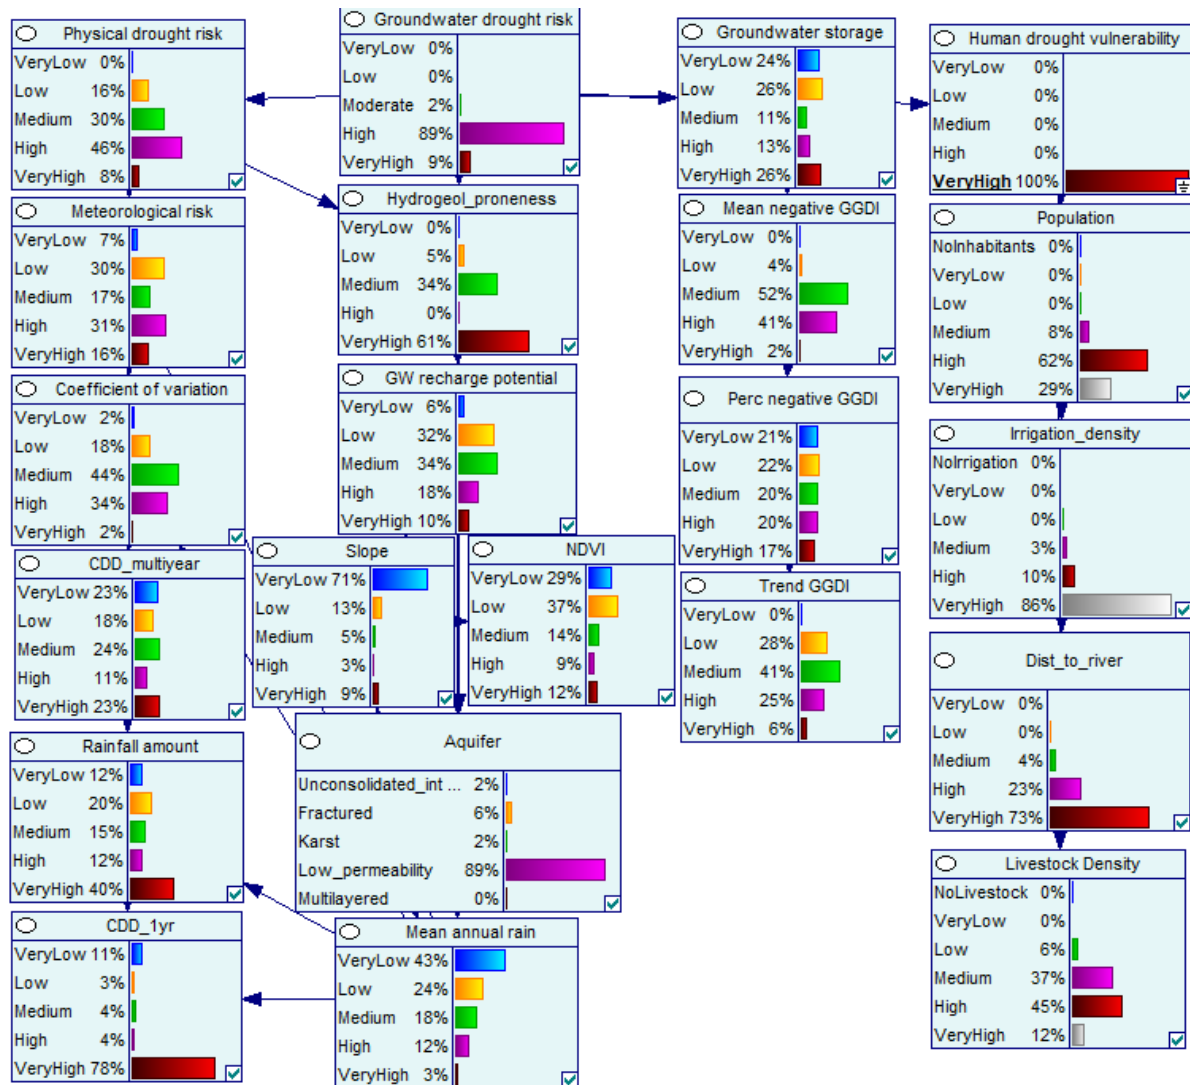 Physical drought risk
VeryLow 0%
Low 16%
Medium 30%
High 46%
VeryHigh 8%
Groundwater drought risk
VeryLow 0%
Low 0%
Moderate 2%
High 89%
VeryHigh 9%
Groundwater storage
VeryLow 24%
Low 26%
Medium 11%
High 13%
VeryHigh 26%
Human drought vulnerability
VeryLow 0%
Low 0%
Medium 0%
High 0%
VeryHigh 100%
Meteorological risk
VeryLow 7%
Low 30%
Medium 17%
High 31%
VeryHigh 16%
Hydrogeol_proneness
VeryLow 0%
Low 5%
Medium 34%
High 0%
VeryHigh 61%
Mean negative GGDI
VeryLow 0%
Low 4%
Medium 52%
High 41%
VeryHigh 2%
Population
NoInhabitants 0%
VeryLow 0%
Low 0%
Medium 8%
High 62%
VeryHigh 29%
Coefficient of variation
VeryLow 2%
Low 18%
Medium 44%
High 34%
VeryHigh 2%
GW recharge potential
VeryLow 6%
Low 32%
Medium 34%
High 18%
VeryHigh 10%
Perc negative GGDI
VeryLow 21%
Low 22%
Medium 20%
High 20%
VeryHigh 17%
Irrigation_density
NoIrrigation 0%
VeryLow 0%
Low 0%
Medium 3%
High 10%
VeryHigh 86%
CDD_multiyear
VeryLow 23%
Low 18%
Medium 24%
High 11%
VeryHigh 23%
Slope
VeryLow 71%
Low 13%
Medium 5%
High 3%
VeryHigh 9%
NDVI
VeryLow 29%
Low 37%
Medium 14%
High 9%
VeryHigh 12%
Trend GGDI
VeryLow 0%
Low 28%
Medium 41%
High 25%
VeryHigh 6%
Dist_to_river
VeryLow 0%
Low 0%
Medium 4%
High 23%
VeryHigh 73%
Rainfall amount
VeryLow 12%
Low 20%
Medium 15%
High 12%
VeryHigh 40%
Aquifer
Unconsolidated_int ... 2%
Fractured 6%
Karst 2%
Low_permeability 89%
Multilayered 0%
Livestock Density
NoLivestock 0%
VeryLow 0%
Low 6%
Medium 37%
High 45%
VeryHigh 12%
CDD_1yr
VeryLow 11%
Low 3%
Medium 4%
High 4%
VeryHigh 78%
Mean annual rain
VeryLow 43%
Low 24%
Medium 18%
High 12%
VeryHigh 3%